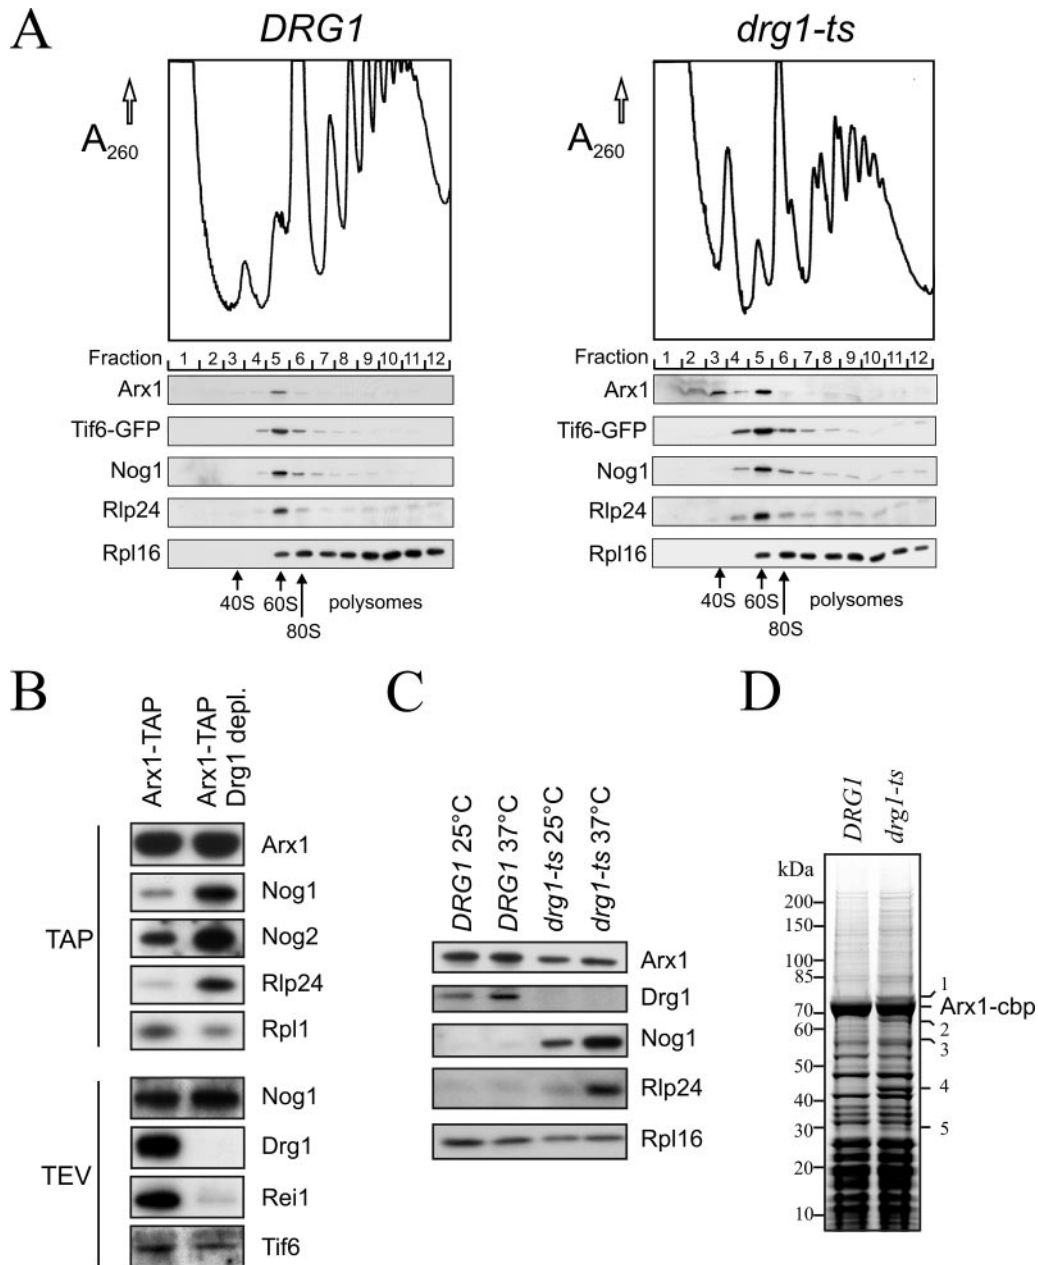 A
DRG1
drg1-ts
A260
A260
Fraction 1 2 3 4 5 6 7 8 9 10 11 12
Fraction 1 2 3 4 5 6 7 8 9 10 11 12
Arx1
Arx1
Tif6-GFP
Tif6-GFP
Nog1
Nog1
Rlp24
Rlp24
Rpl16
Rpl16
40S 60S polysomes
80S
40S 60S polysomes
80S
B
Arx1-TAP
Arx1-TAP
Drg1 depl.
TAP
Arx1
Nog1
Nog2
Rlp24
Rpl1
TEV
Nog1
Drg1
Rei1
Tif6
C
DRG1 25°C
DRG1 37°C
drg1-ts 25°C
drg1-ts 37°C
Arx1
Drg1
Nog1
Rlp24
Rpl16
D
DRG1
drg1-ts
kDa
200
150
100
85
70
60
50
40
30
20
10
1
Arx1-cbp
2
3
4
5